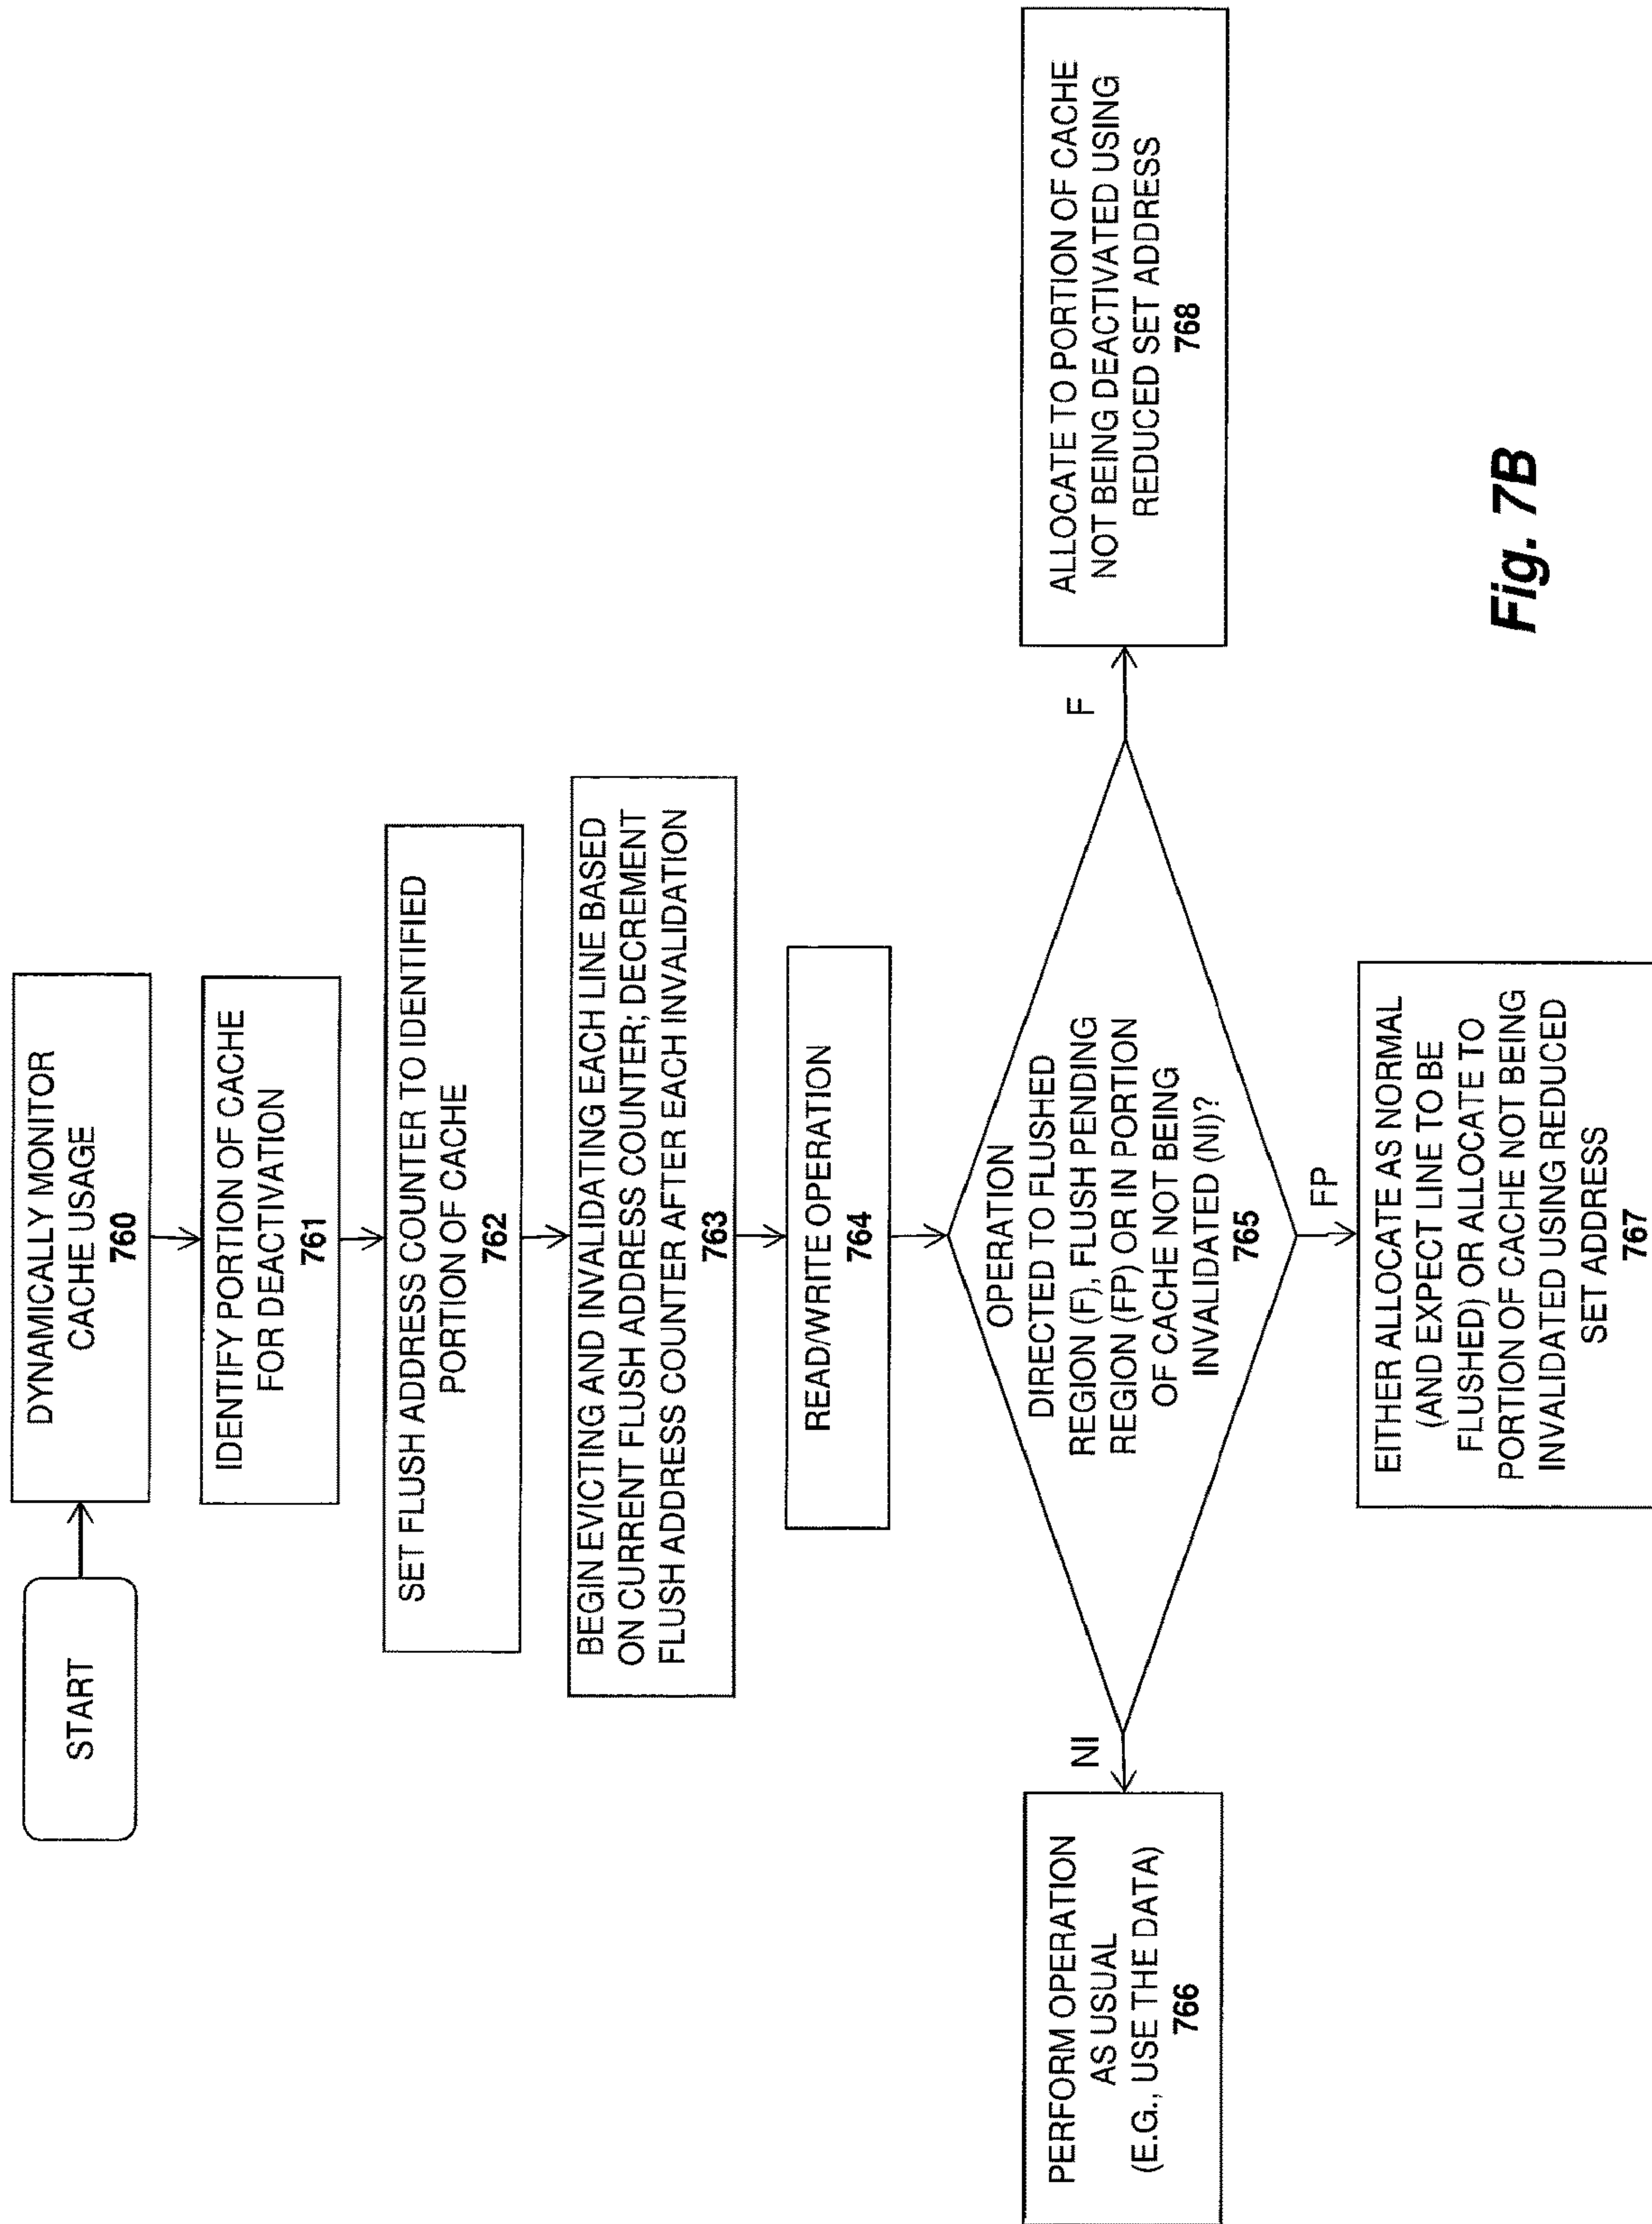 START
DYNAMICALLY MONITOR
CACHE USAGE
760
IDENTIFY PORTION OF CACHE
FOR DEACTIVATION
761
SET FLUSH ADDRESS COUNTER TO IDENTIFIED
PORTION OF CACHE
762
BEGIN EVICTING AND INVALIDATING EACH LINE BASED
ON CURRENT FLUSH ADDRESS COUNTER; DECREMENT
FLUSH ADDRESS COUNTER AFTER EACH INVALIDATION
763
READ/WRITE OPERATION
764
OPERATION
DIRECTED TO FLUSHED
REGION (F), FLUSH PENDING
REGION (FP) OR IN PORTION
OF CACHE NOT BEING
INVALIDATED (NI)?
765
NI
PERFORM OPERATION
AS USUAL
(E.G., USE THE DATA)
766
FP
EITHER ALLOCATE AS NORMAL
(AND EXPECT LINE TO BE
FLUSHED) OR ALLOCATE TO
PORTION OF CACHE NOT BEING
INVALIDATED USING REDUCED
SET ADDRESS
767
F
ALLOCATE TO PORTION OF CACHE
NOT BEING DEACTIVATED USING
REDUCED SET ADDRESS
768
Fig. 7B